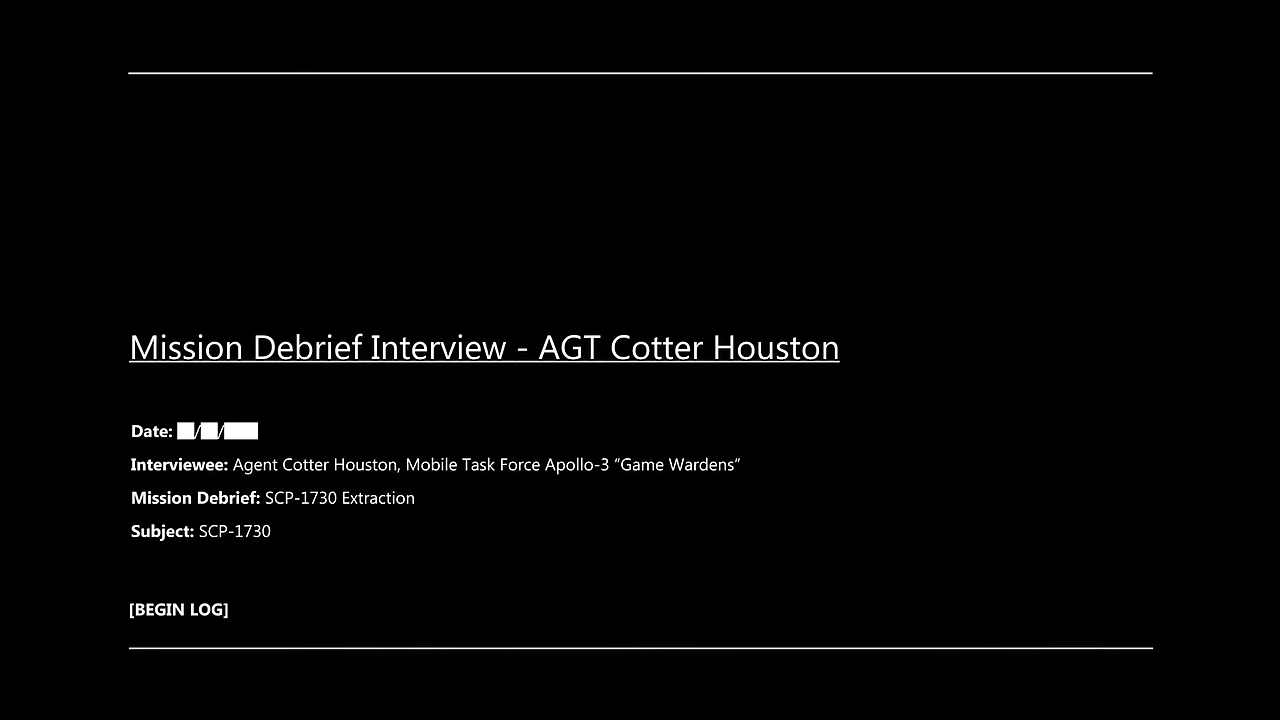 Mission Debrief Interview - AGT Cotter Houston
Date: ██/██/████
Interviewee: Agent Cotter Houston, Mobile Task Force Apollo-3 “Game Wardens”
Mission Debrief: SCP-1730 Extraction
Subject: SCP-1730
[BEGIN LOG]